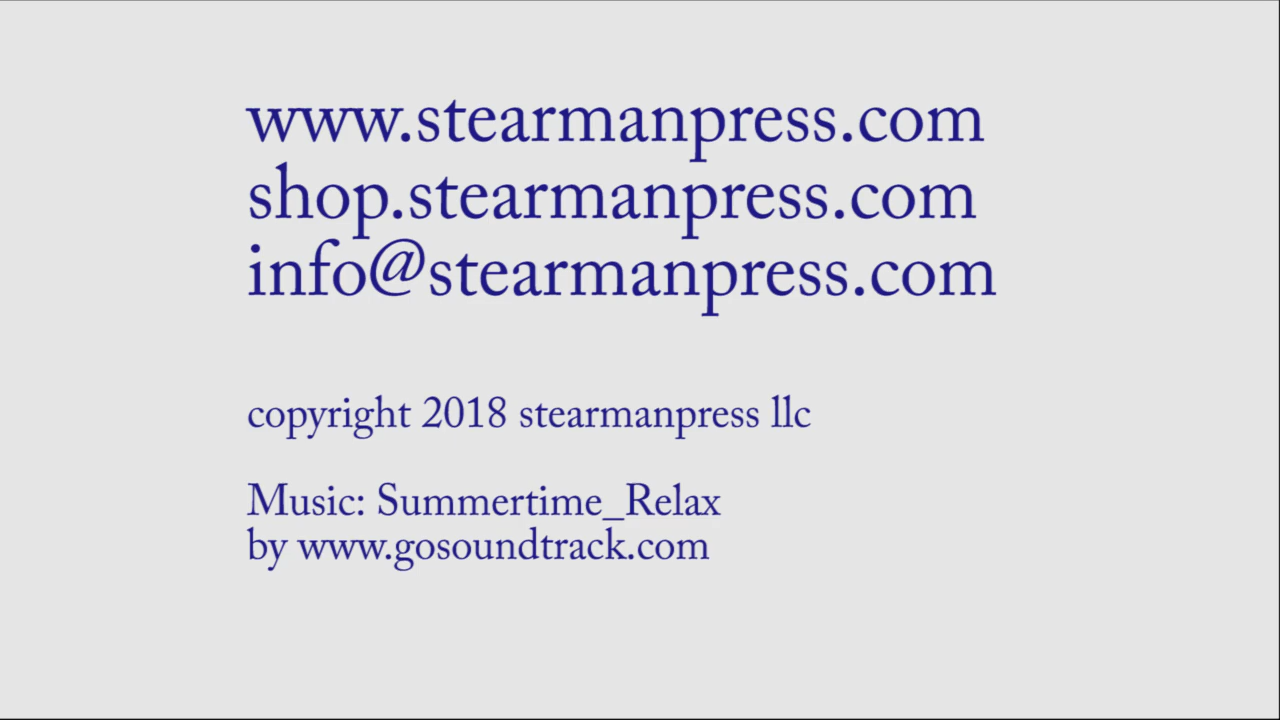 www.stearmanpress.com
shop.stearmanpress.com
info@stearmanpress.com
copyright 2018 stearmanpress llc
Music: Summertime_Relax
by www.gosoundtrack.com